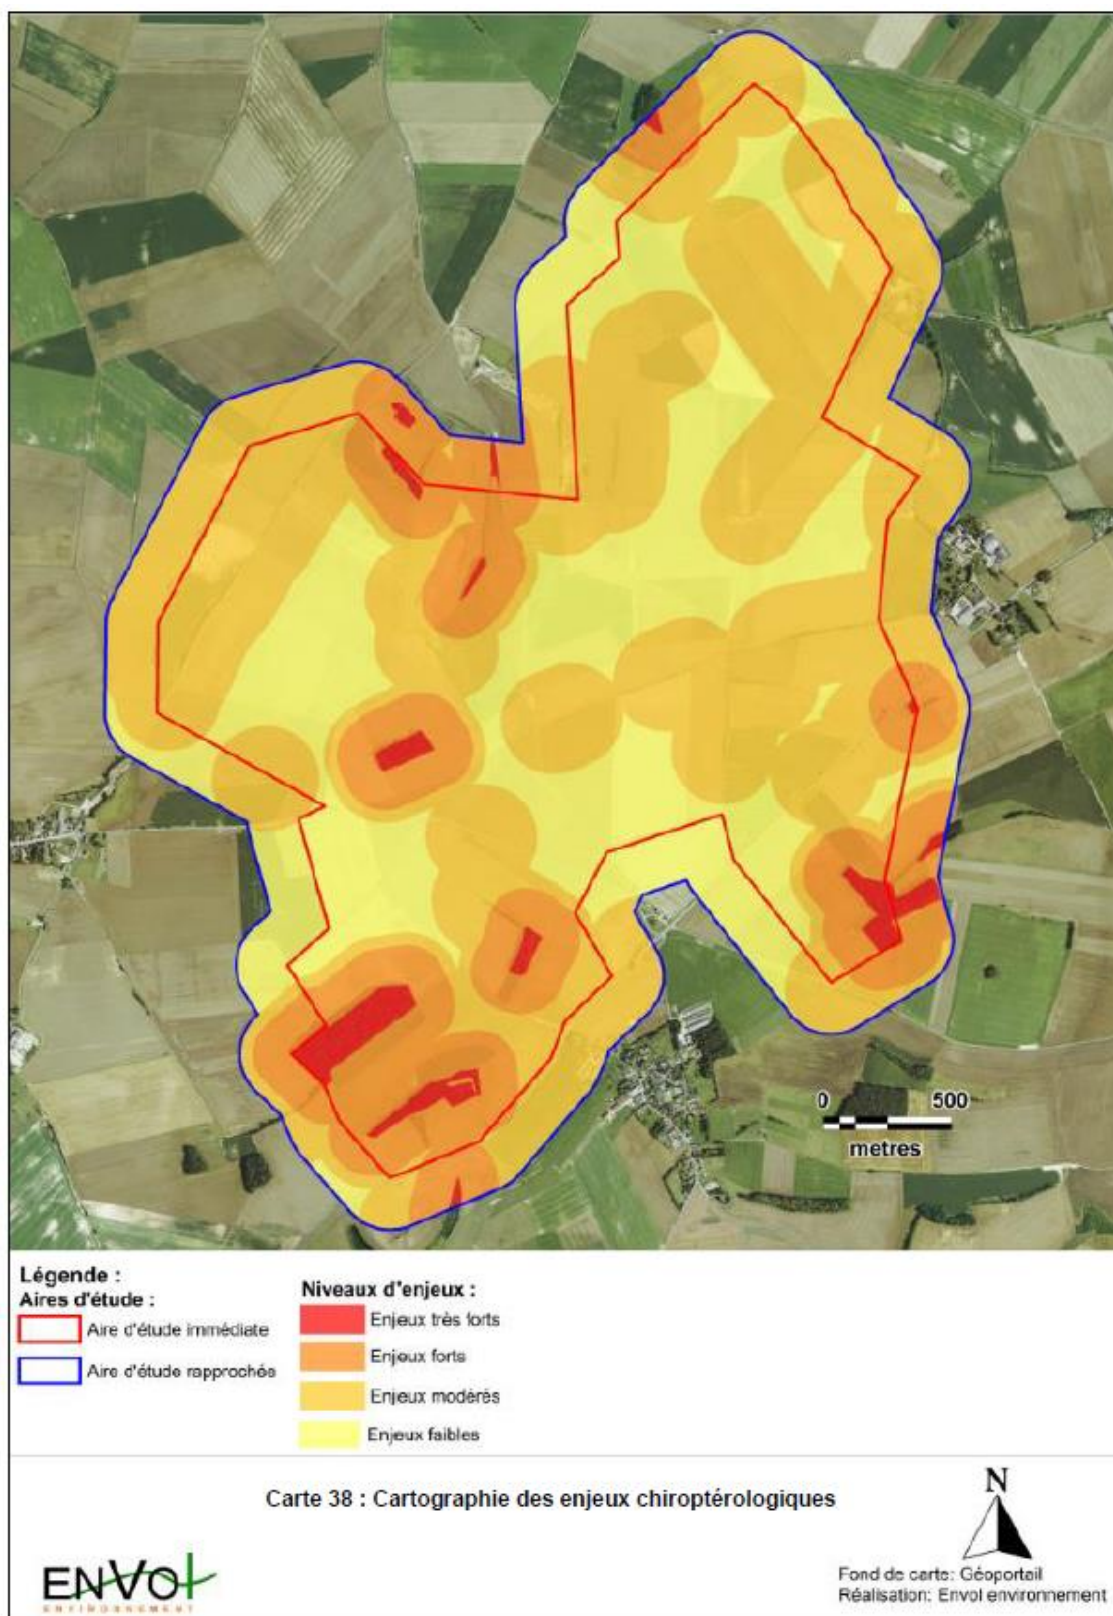 0 500
metres
Légende :
Aires d'étude :
Aire d'étude immédiate
Aire d'étude rapprochée
Niveaux d'enjeux :
Enjeux très forts
Enjeux forts
Enjeux modérés
Enjeux faibles
Carte 38 : Cartographie des enjeux chiroptérologiques
N
ENVOL
ENVIRONNEMENT
Fond de carte: Géoportail
Réalisation: Envol environnement